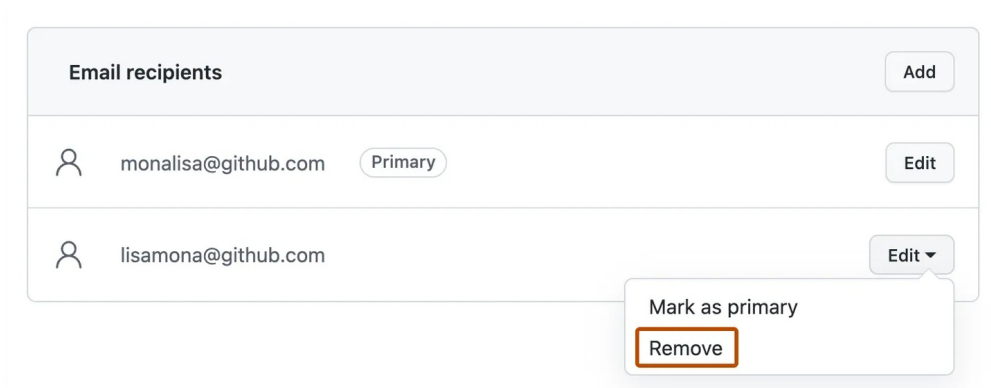 Email recipients
Add
monalisa@github.com
Primary
Edit
lisamona@github.com
Edit
Mark as primary
Remove